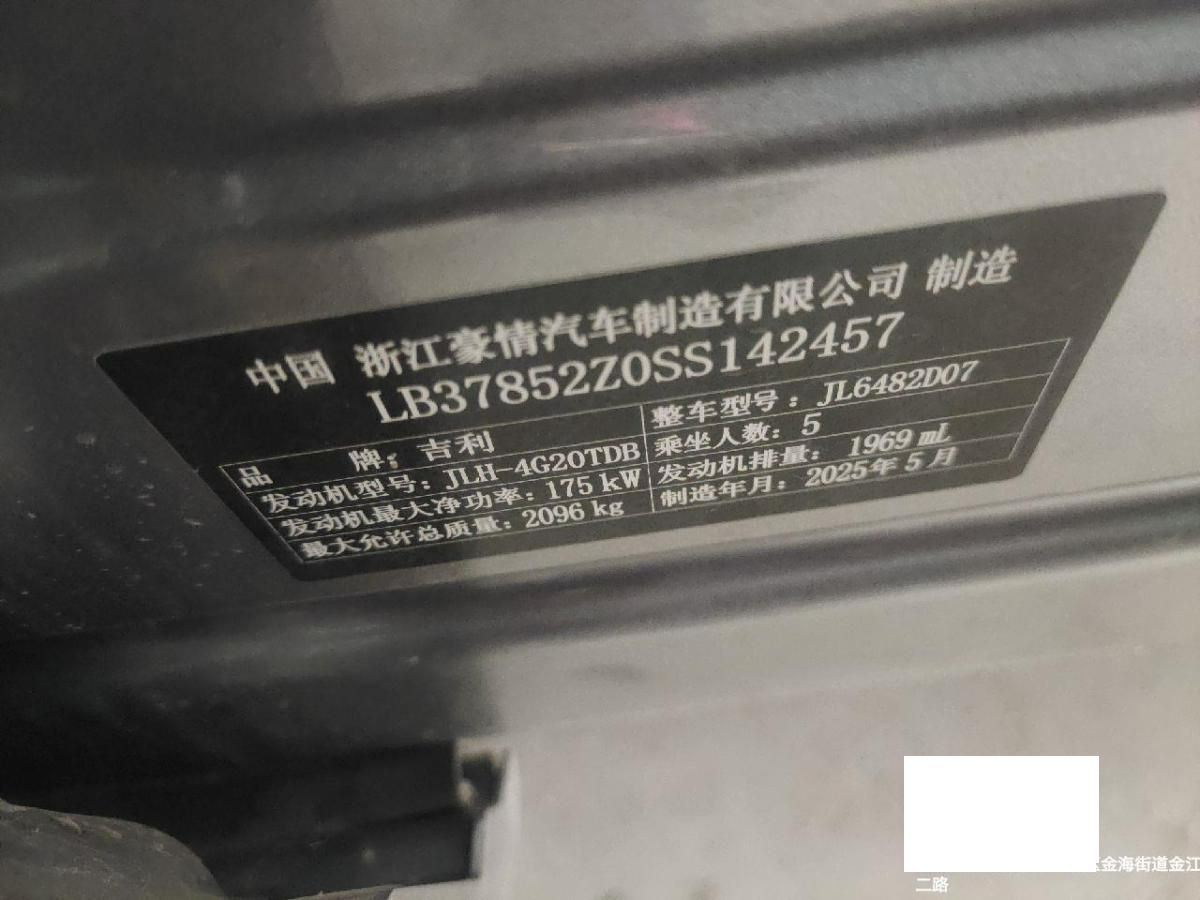 中国 浙江豪情汽车制造有限公司 制造
LB37852Z0SS142457
品 牌: 吉利
整车型号: JL6482D07
发动机型号: JLH-4G20TDB
乘坐人数: 5
发动机最大净功率: 175 kW
发动机排量: 1969 mL
最大允许总质量: 2096 kg
制造年月: 2025年5月
金海街道金江
二路